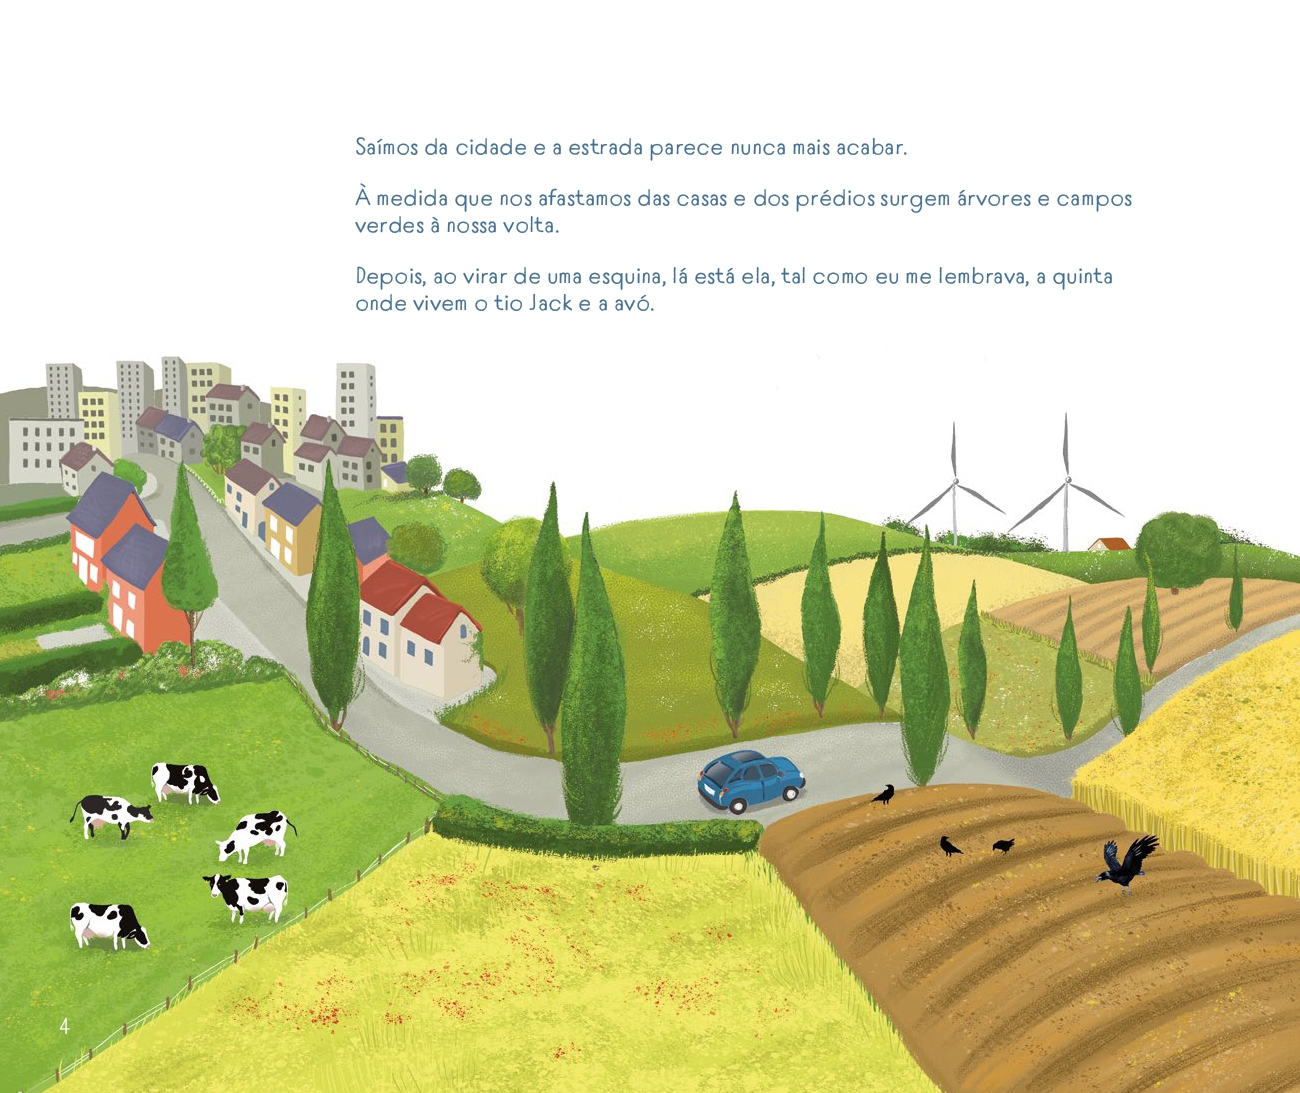 Saímos da cidade e a estrada parece nunca mais acabar.
À medida que nos afastamos das casas e dos prédios surgem árvores e campos
verdes à nossa volta.
Depois, ao virar de uma esquina, lá está ela, tal como eu me lembrava, a quinta
onde vivem o tio Jack e a avó.
4